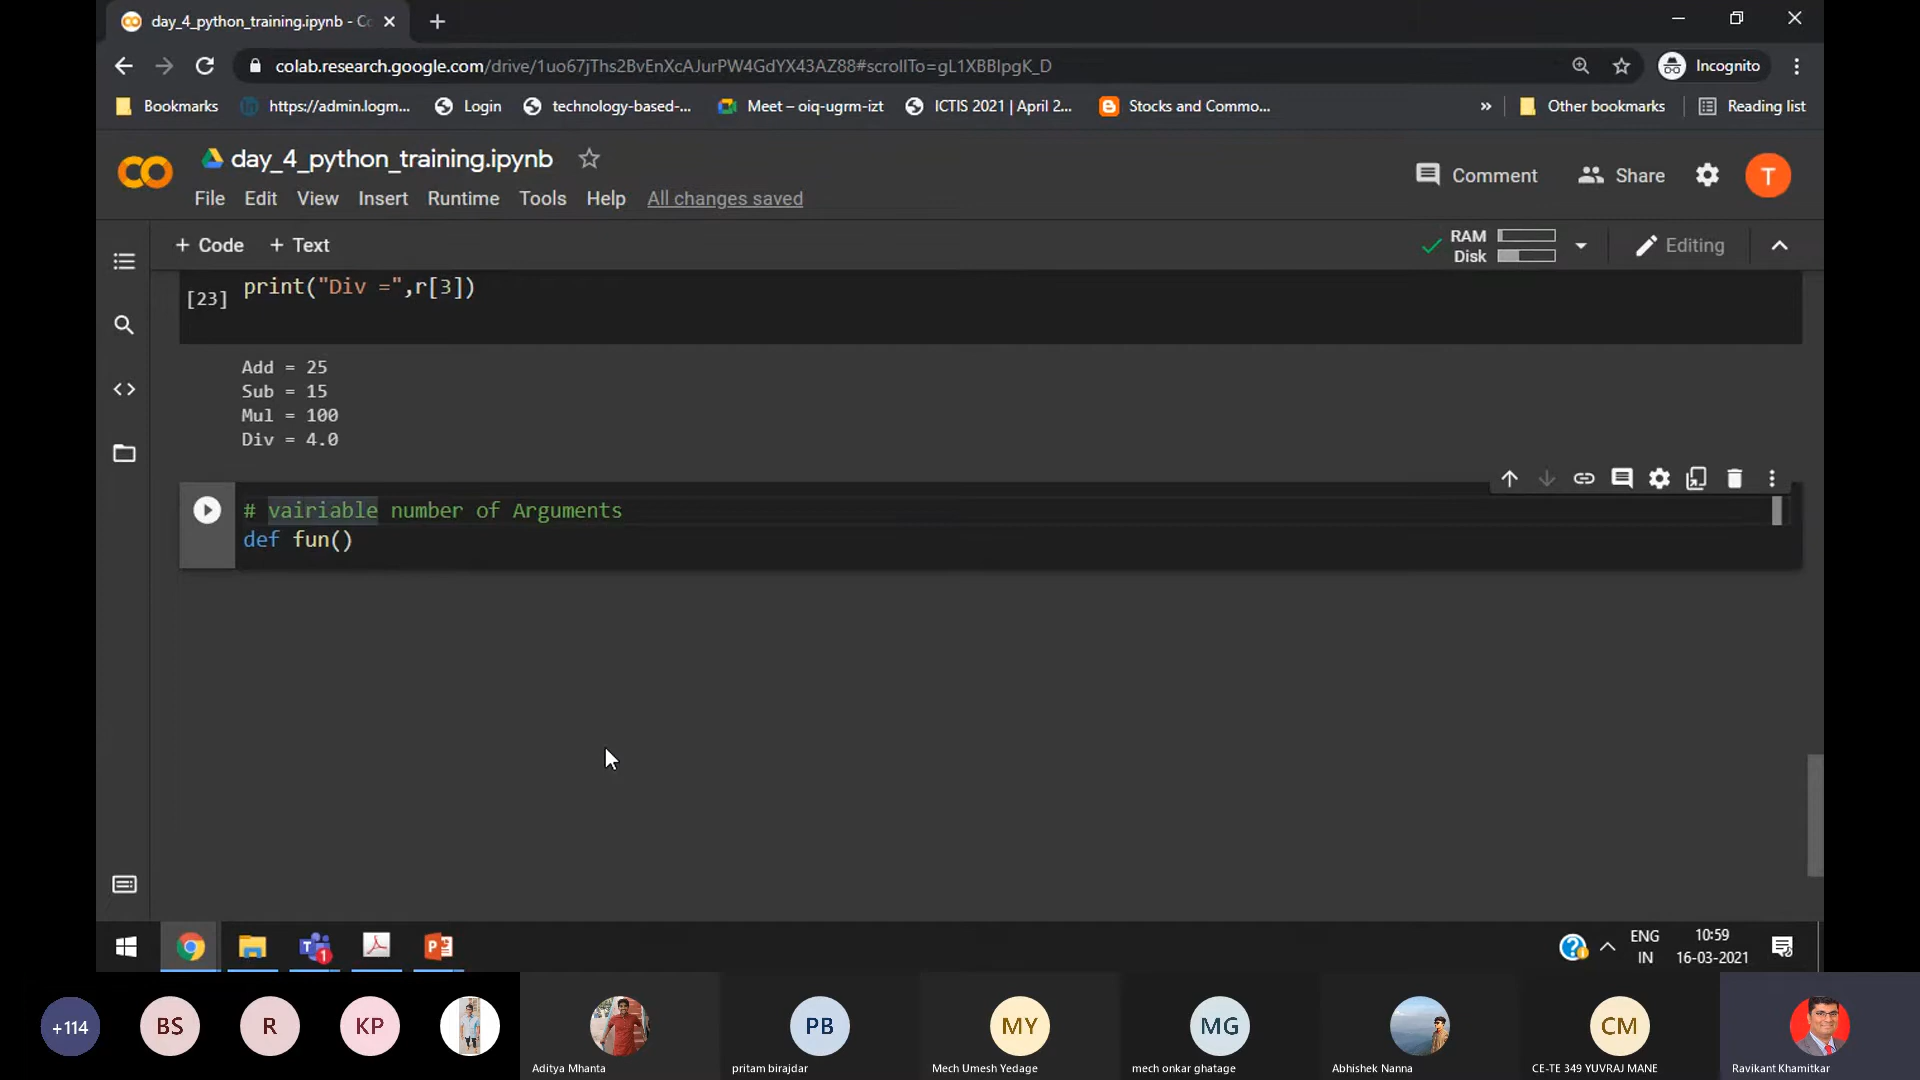 day_4_python_training.ipynb - Co
colab.research.google.com/drive/1uo67jThs2BvEnXcAJurPW4GdYX43AZ88#scrollTo=gL1XBBlpgK_D
Incognito
Bookmarks
https://admin.logm...
Login
technology-based-...
Meet – oiq-ugrm-izt
ICTIS 2021 | April 2...
Stocks and Commo...
»
Other bookmarks
Reading list
day_4_python_training.ipynb
Comment
Share
T
File Edit View Insert Runtime Tools Help All changes saved
+ Code + Text
RAM
Disk
Editing
[23]
print("Div =",r[3])
Add = 25
Sub = 15
Mul = 100
Div = 4.0
# vairiable number of Arguments
def fun()
ENG
IN
10:59
16-03-2021
+114
BS
R
KP
Aditya Mhanta
PB
pritam birajdar
MY
Mech Umesh Yedage
MG
mech onkar ghatage
Abhishek Nanna
CM
CE-TE 349 YUVRAJ MANE
Ravikant Khamitkar